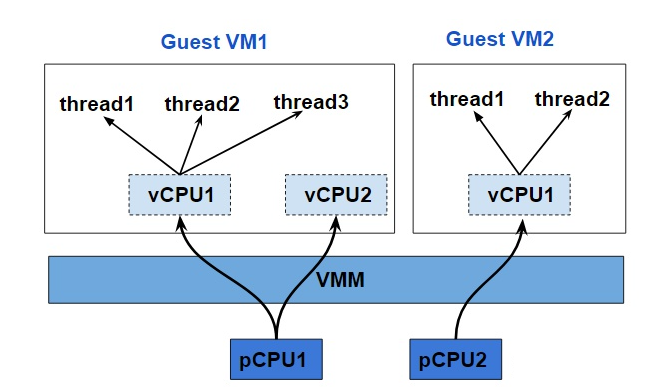 Guest VM1
Guest VM2
thread1 thread2 thread3
thread1 thread2
vCPU1 vCPU2
vCPU1
VMM
pCPU1
pCPU2